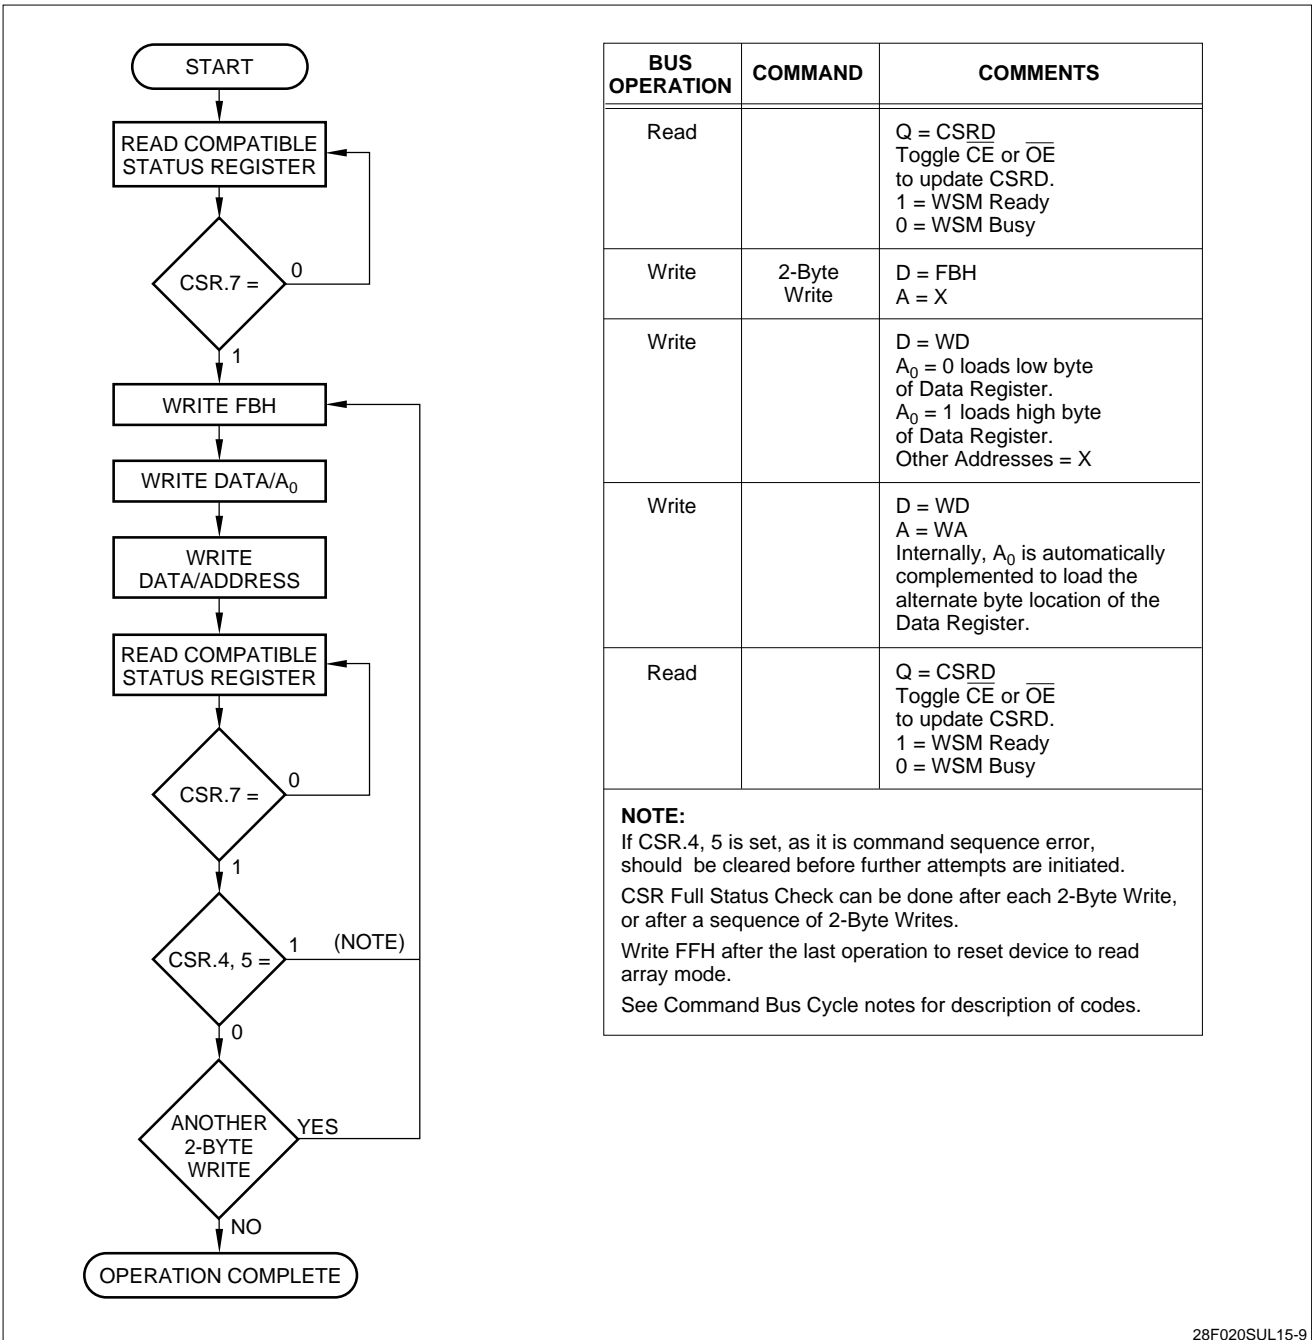 START
READ COMPATIBLE
STATUS REGISTER
CSR.7 =
0
1
WRITE FBH
WRITE DATA/A0
WRITE
DATA/ADDRESS
READ COMPATIBLE
STATUS REGISTER
CSR.7 =
0
1
CSR.4, 5 =
1
(NOTE)
0
ANOTHER
2-BYTE
WRITE
YES
NO
OPERATION COMPLETE
BUS
OPERATION
COMMAND
COMMENTS
Read
Q = CSRD
Toggle C̅E̅ or O̅E̅
to update CSRD.
1 = WSM Ready
0 = WSM Busy
Write
2-Byte
Write
D = FBH
A = X
Write
D = WD
A0 = 0 loads low byte
of Data Register.
A0 = 1 loads high byte
of Data Register.
Other Addresses = X
Write
D = WD
A = WA
Internally, A0 is automatically
complemented to load the
alternate byte location of the
Data Register.
Read
Q = CSRD
Toggle C̅E̅ or O̅E̅
to update CSRD.
1 = WSM Ready
0 = WSM Busy
NOTE:
If CSR.4, 5 is set, as it is command sequence error,
should be cleared before further attempts are initiated.
CSR Full Status Check can be done after each 2-Byte Write,
or after a sequence of 2-Byte Writes.
Write FFH after the last operation to reset device to read
array mode.
See Command Bus Cycle notes for description of codes.
28F020SUL15-9